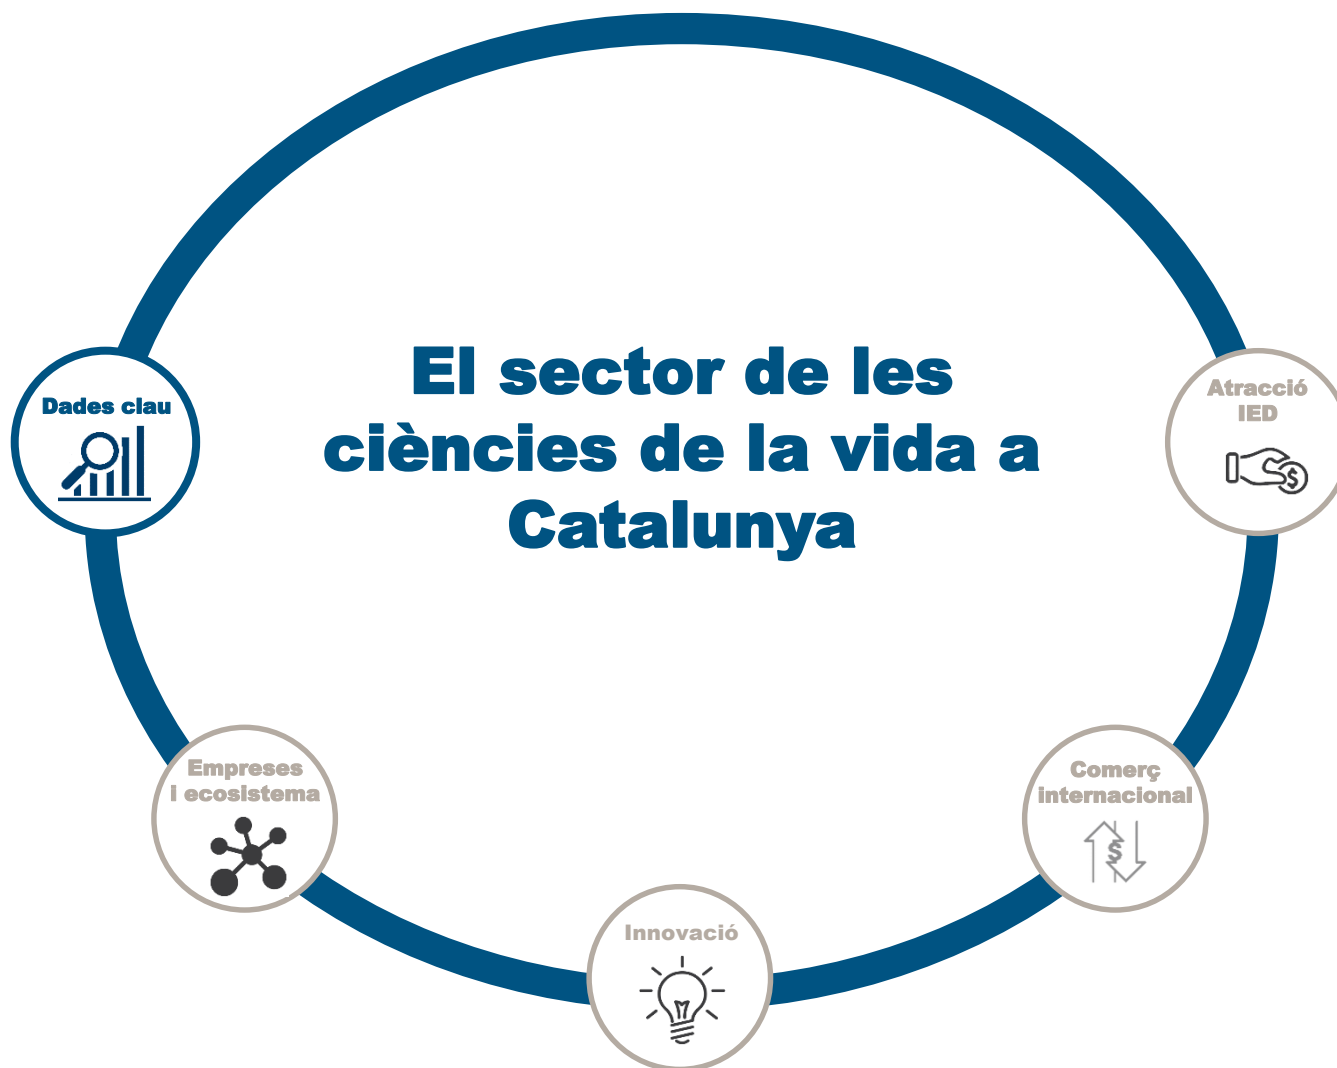 El sector de les
ciències de la vida a
Catalunya
Dades clau
Atracció
IED
Empreses
i ecosistema
Comerç
internacional
$
$
Innovació